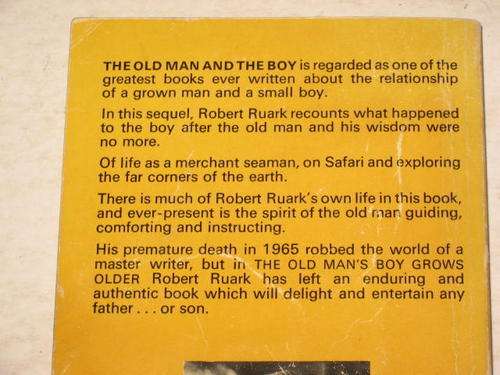 THE OLD MAN AND THE BOY is regarded as one of the
greatest books ever written about the relationship
of a grown man and a small boy.
In this sequel, Robert Ruark recounts what happened
to the boy after the old man and his wisdom were
no more.
Of life as a merchant seaman, on Safari and exploring
the far corners of the earth.
There is much of Robert Ruark's own life in this book,
and ever-present is the spirit of the old man guiding,
comforting and instructing.
His premature death in 1965 robbed the world of a
master writer, but in THE OLD MAN'S BOY GROWS
OLDER Robert Ruark has left an enduring and
authentic book which will delight and entertain any
father . . . or son.